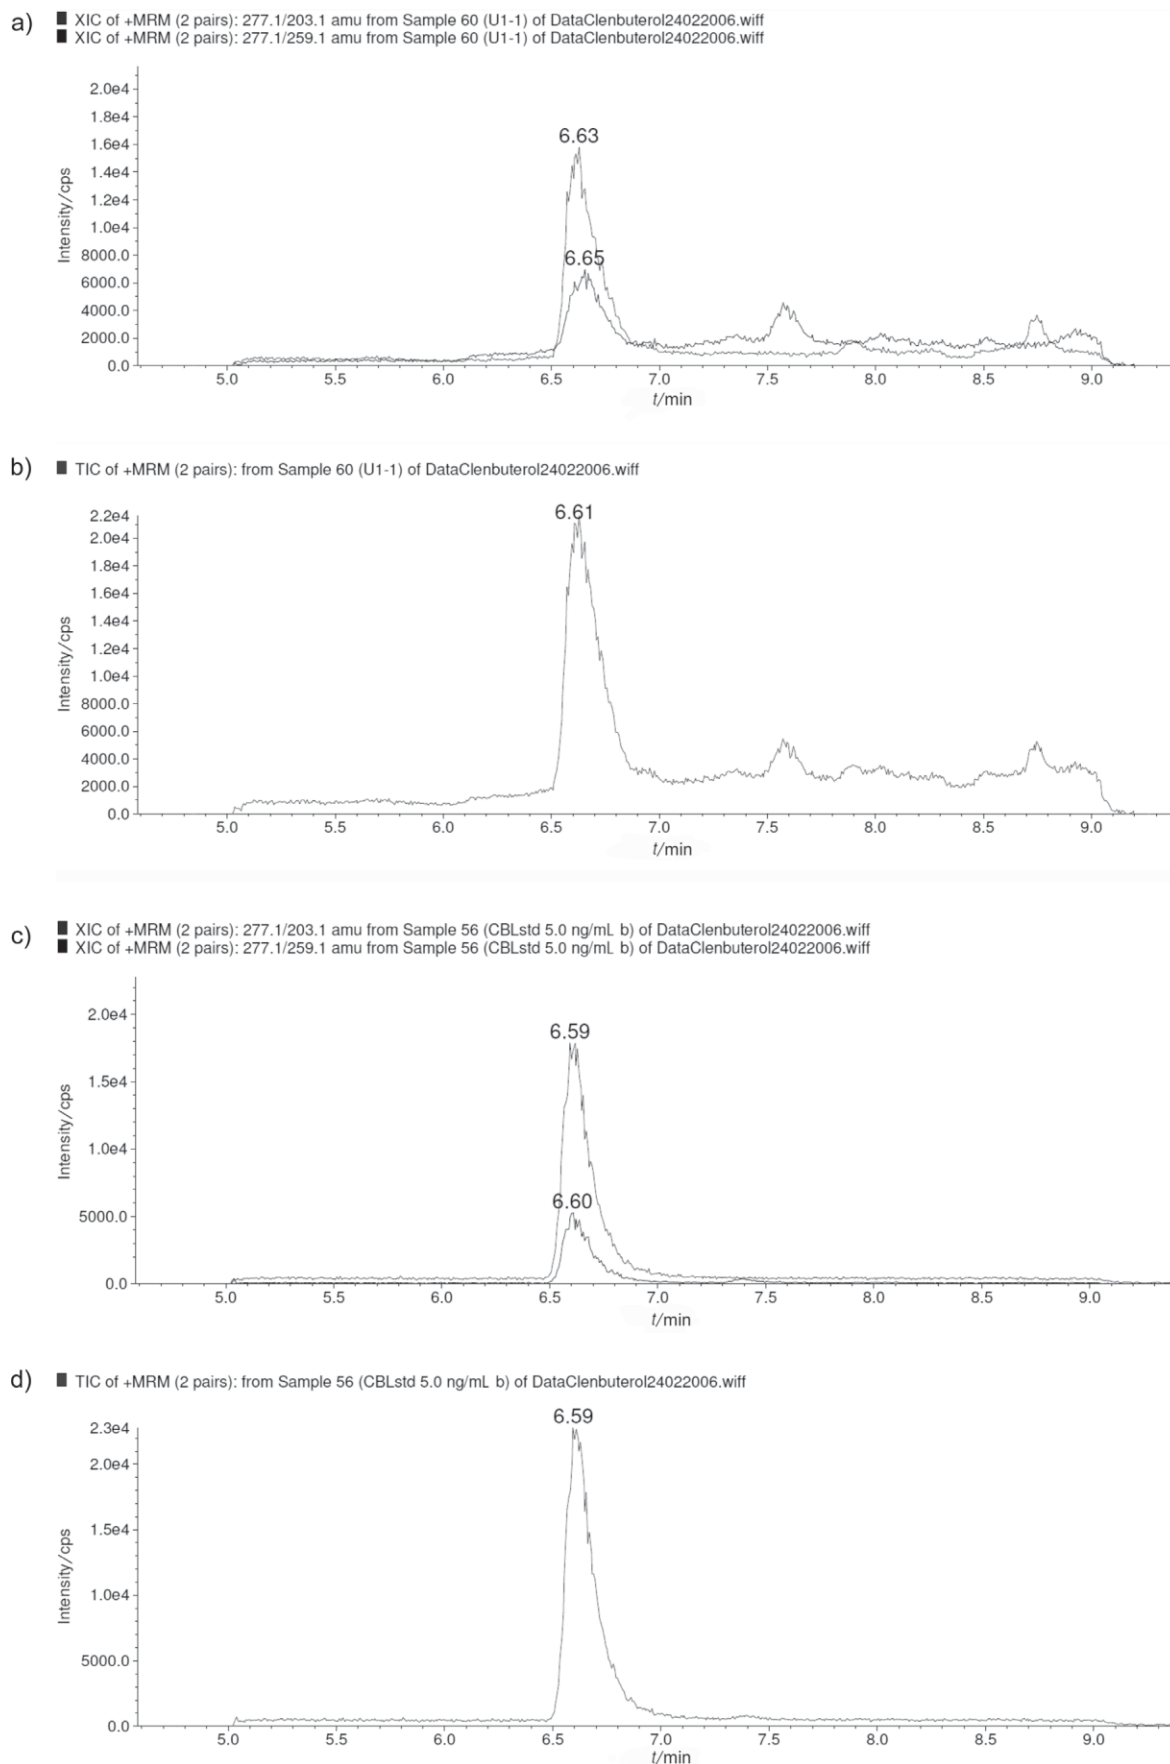 a)
XIC of +MRM (2 pairs): 277.1/203.1 amu from Sample 60 (U1-1) of DataClenbuterol24022006.wiff
XIC of +MRM (2 pairs): 277.1/259.1 amu from Sample 60 (U1-1) of DataClenbuterol24022006.wiff
2.0e4
1.8e4
1.6e4
1.4e4
1.2e4
1.0e4
8000.0
6000.0
4000.0
2000.0
0.0
Intensity/cps
6.63
6.65
5.0 5.5 6.0 6.5 7.0 7.5 8.0 8.5 9.0
t/min
b)
TIC of +MRM (2 pairs): from Sample 60 (U1-1) of DataClenbuterol24022006.wiff
2.2e4
2.0e4
1.8e4
1.6e4
1.4e4
1.2e4
1.0e4
8000.0
6000.0
4000.0
2000.0
0.0
Intensity/cps
6.61
5.0 5.5 6.0 6.5 7.0 7.5 8.0 8.5 9.0
t/min
c)
XIC of +MRM (2 pairs): 277.1/203.1 amu from Sample 56 (CBLstd 5.0 ng/mL b) of DataClenbuterol24022006.wiff
XIC of +MRM (2 pairs): 277.1/259.1 amu from Sample 56 (CBLstd 5.0 ng/mL b) of DataClenbuterol24022006.wiff
2.0e4
1.5e4
1.0e4
5000.0
0.0
Intensity/cps
6.59
6.60
5.0 5.5 6.0 6.5 7.0 7.5 8.0 8.5 9.0
t/min
d)
TIC of +MRM (2 pairs): from Sample 56 (CBLstd 5.0 ng/mL b) of DataClenbuterol24022006.wiff
2.3e4
2.0e4
1.5e4
1.0e4
5000.0
0.0
Intensity/cps
6.59
5.0 5.5 6.0 6.5 7.0 7.5 8.0 8.5 9.0
t/min